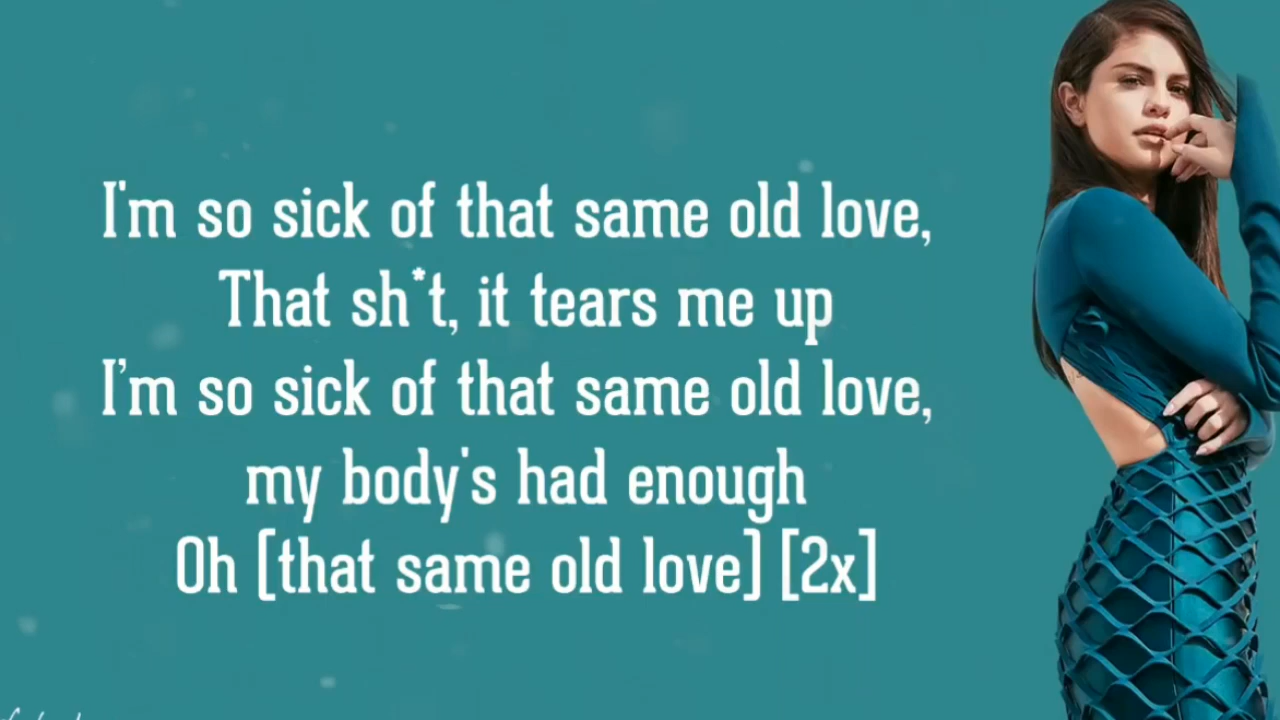 I'm so sick of that same old love,
That sh*t, it tears me up
I'm so sick of that same old love,
my body's had enough
Oh [that same old love] [2x]